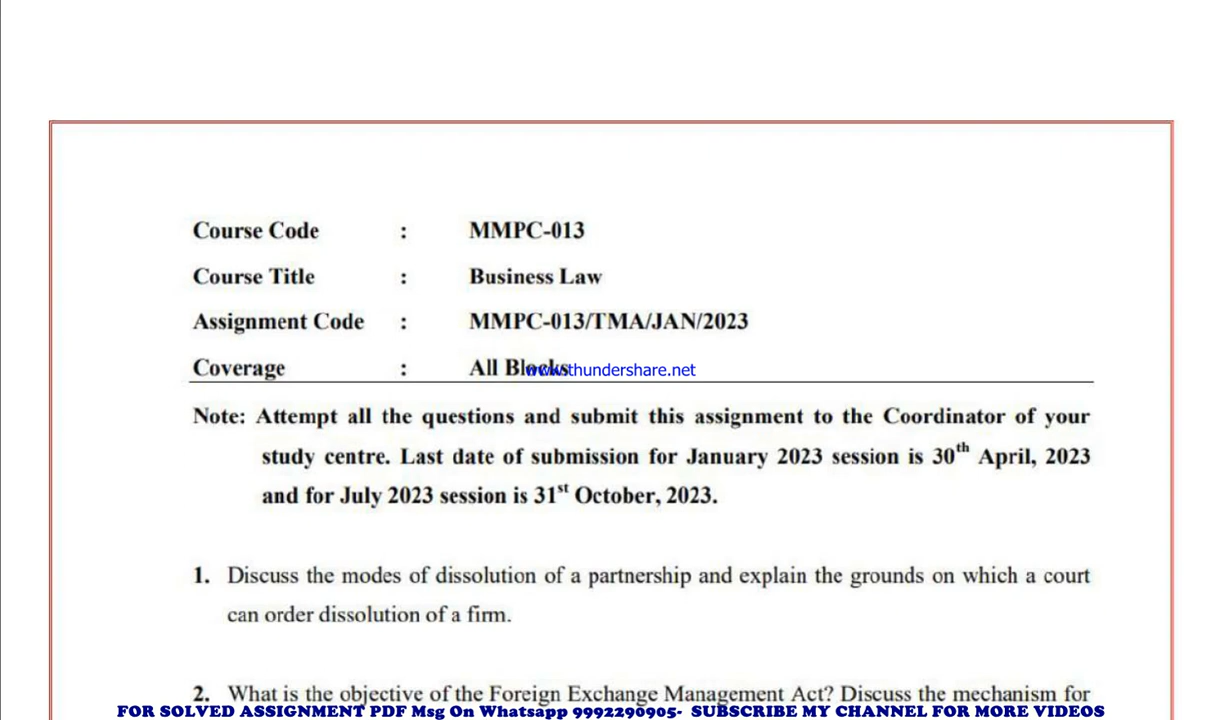 Course Code : MMPC-013
Course Title : Business Law
Assignment Code : MMPC-013/TMA/JAN/2023
Coverage : All Blocks
www.thundershare.net
Note: Attempt all the questions and submit this assignment to the Coordinator of your
study centre. Last date of submission for January 2023 session is 30th April, 2023
and for July 2023 session is 31st October, 2023.
1. Discuss the modes of dissolution of a partnership and explain the grounds on which a court
can order dissolution of a firm.
2. What is the objective of the Foreign Exchange Management Act? Discuss the mechanism for
FOR SOLVED ASSIGNMENT PDF Msg On Whatsapp 9992290905- SUBSCRIBE MY CHANNEL FOR MORE VIDEOS